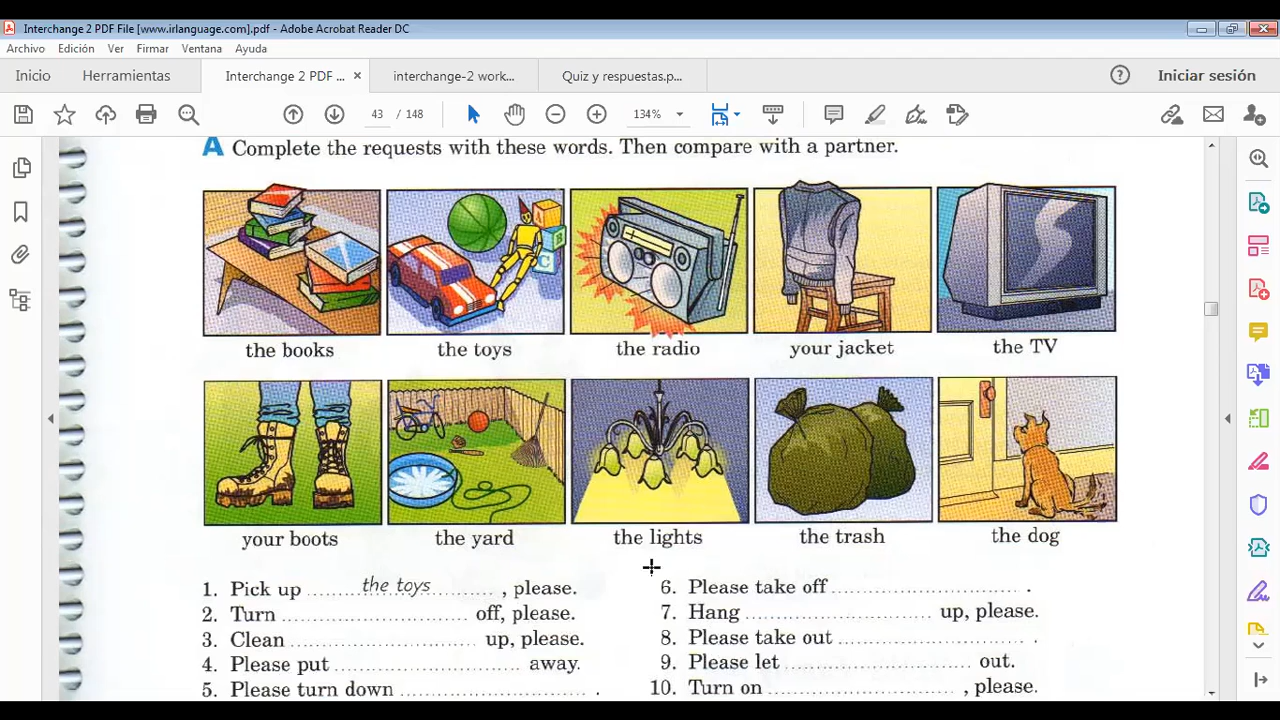 Interchange 2 PDF File [www.irlanguage.com].pdf - Adobe Acrobat Reader DC
Archivo Edición Ver Firmar Ventana Ayuda
Inicio Herramientas Interchange 2 PDF ... × interchange-2 work... Quiz y respuestas.p... Iniciar sesión
43 / 148 134%
A Complete the requests with these words. Then compare with a partner.
B
C
the books the toys the radio your jacket the TV
your boots the yard the lights the trash the dog
1. Pick up ........ the toys ........ , please.
2. Turn ........ off, please.
3. Clean ........ up, please.
4. Please put ........ away.
5. Please turn down ........ .
6. Please take off ........ .
7. Hang ........ up, please.
8. Please take out ........ .
9. Please let ........ out.
10. Turn on ........ , please.